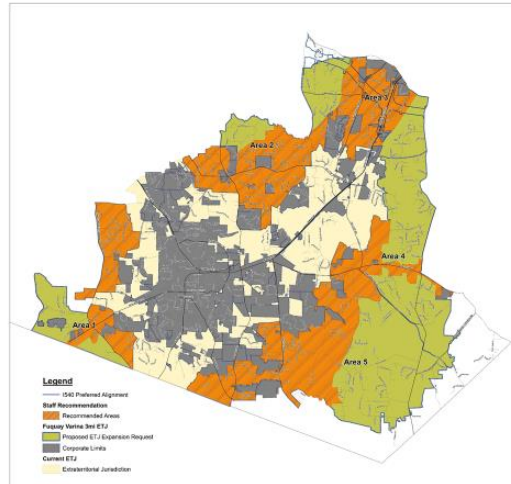 Area 3
Area 2
Area 4
Area 1
Area 5
Legend
I540 Preferred Alignment
Staff Recommendation
Recommended Areas
Fuquay Varina 3mi ETJ
Proposed ETJ Expansion Request
Corporate Limits
Current ETJ
Extraterritorial Jurisdiction